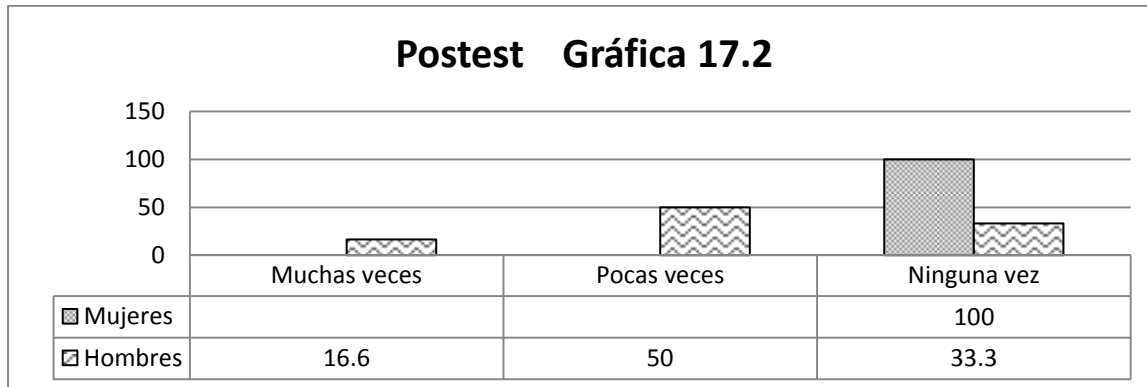 Postest Gráfica 17.2
150
100
50
0
Muchas veces Pocas veces Ninguna vez
Mujeres 100
Hombres 16.6 50 33.3